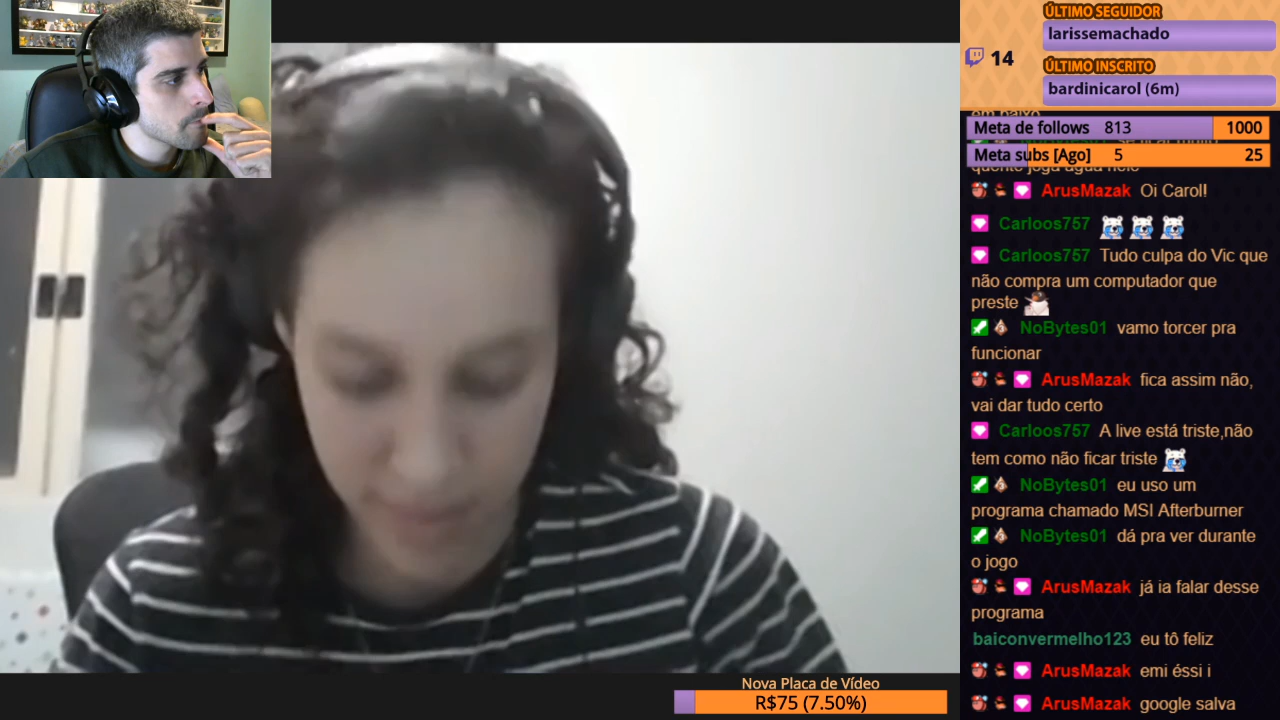 ÚLTIMO SEGUIDOR
larissemachado
14
ÚLTIMO INSCRITO
bardinicarol (6m)
Meta de follows 813 1000
Meta subs [Ago] 5 25
ArusMazak Oi Carol!
Carloos757
Carloos757 Tudo culpa do Vic que
não compra um computador que
preste
NoBytes01 vamo torcer pra
funcionar
ArusMazak fica assim não,
vai dar tudo certo
Carloos757 A live está triste,não
tem como não ficar triste
NoBytes01 eu uso um
programa chamado MSI Afterburner
NoBytes01 dá pra ver durante
o jogo
ArusMazak já ia falar desse
programa
baiconvermelho123 eu tô feliz
ArusMazak emi éssi i
ArusMazak google salva
Nova Placa de Vídeo
R$75 (7.50%)